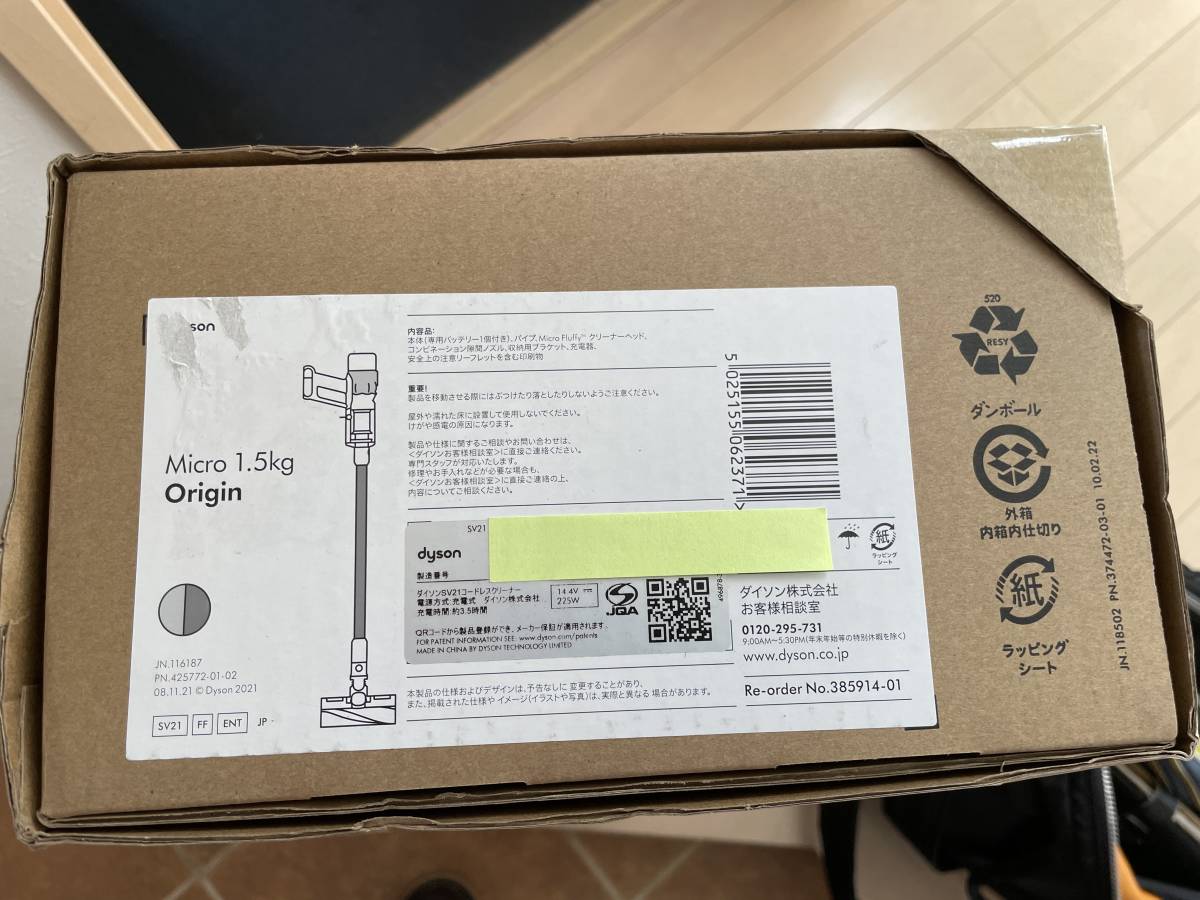 son
Micro 1.5kg
Origin
JN.116187
PN.425772-01-02
08.11.21 © Dyson 2021
SV21 FF ENT JP
内容品:
本体(専用バッテリー1個付き)、パイプ、Micro Fluffy™ クリーナーヘッド、
コンビネーション隙間ノズル、収納用ブラケット、充電器、
安全上の注意リーフレットを含む印刷物
重要!
製品を移動させる際にはぶつけたり落としたりしないようご注意ください。
屋外や濡れた床に設置して使用しないでください。
けがや感電の原因になります。
製品や仕様に関するご相談やお問い合わせは、
<ダイソンお客様相談室>に直接ご連絡ください。
専門スタッフが対応いたします。
修理やお手入れなどが必要な場合も、
<ダイソンお客様相談室>に直接ご連絡の上、
内容についてご相談ください。
5 025155 062371 >
SV21
dyson
製造番号
ダイソンSV21コードレスクリーナー
電源方式:充電式 ダイソン株式会社
充電時間:約3.5時間
14.4V
225W
JQA
QRコードから製品登録ができ、メーカー保証が適用されます.
FOR PATENT INFORMATION SEE: www.dyson.com/patents
MADE IN CHINA BY DYSON TECHNOLOGY LIMITED
本製品の仕様およびデザインは、予告なしに変更することがあり、
また、掲載された仕様やイメージ(イラストや写真)は、実際と異なる場合があります。
紙
ラッピング
シート
ダイソン株式会社
お客様相談室
0120-295-731
9:00AM~5:30PM(年末年始等の特別休暇を除く)
www.dyson.co.jp
Re-order No.385914-01
520
RESY
ダンボール
外箱
内箱内仕切り
紙
ラッピング
シート
JN.118502 PN.374472-03-01 10.02.22